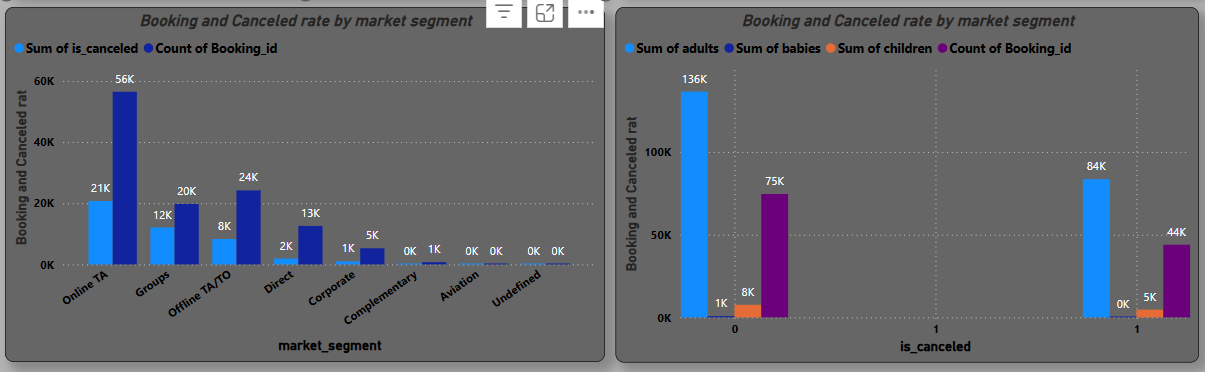 Booking and Canceled rate by market segment
Sum of is_canceled Count of Booking_id
Booking and Canceled rat
60K
40K
20K
0K
21K 56K
12K 20K
8K 24K
2K 13K
1K 5K
0K 1K
0K 0K
0K 0K
Online TA
Groups
Offline TA/TO
Direct
Corporate
Complementary
Aviation
Undefined
market_segment
Booking and Canceled rate by market segment
Sum of adults Sum of babies Sum of children Count of Booking_id
Booking and Canceled rat
100K
50K
0K
136K 1K 8K 75K
84K 0K 5K 44K
0 1 1
is_canceled